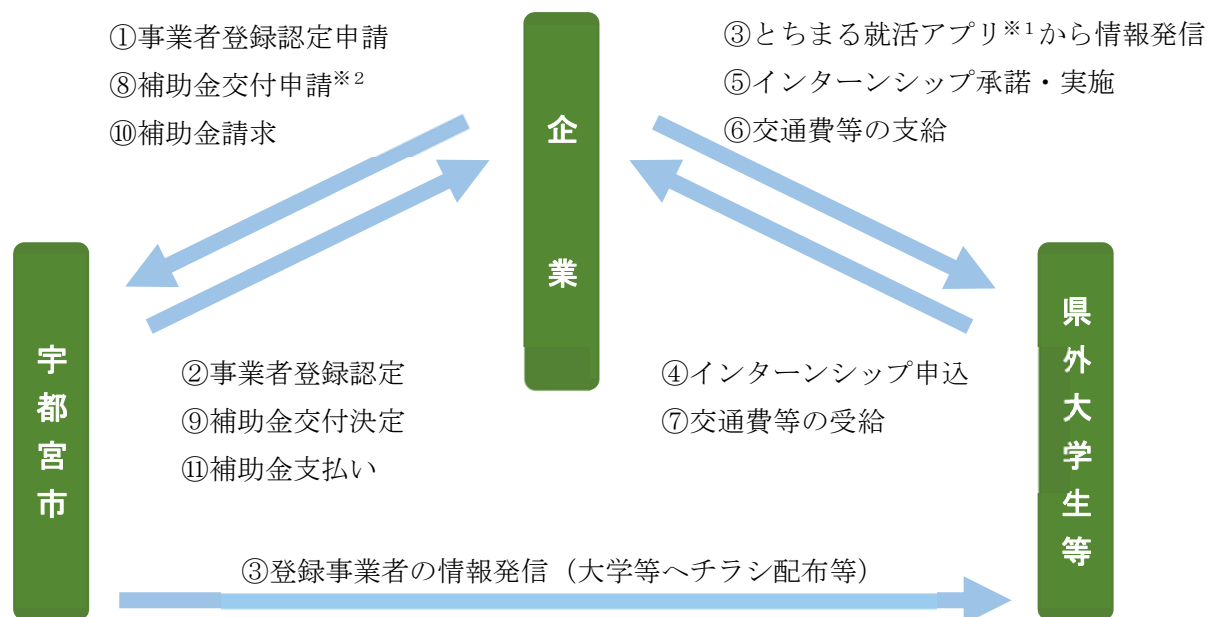 ①事業者登録認定申請
⑧補助金交付申請※2
⑩補助金請求
企業
③とちまる就活アプリ※1から情報発信
⑤インターンシップ承諾・実施
⑥交通費等の支給
宇都宮市
②事業者登録認定
⑨補助金交付決定
⑪補助金支払い
④インターンシップ申込
⑦交通費等の受給
県外大学生等
③登録事業者の情報発信（大学等へチラシ配布等）